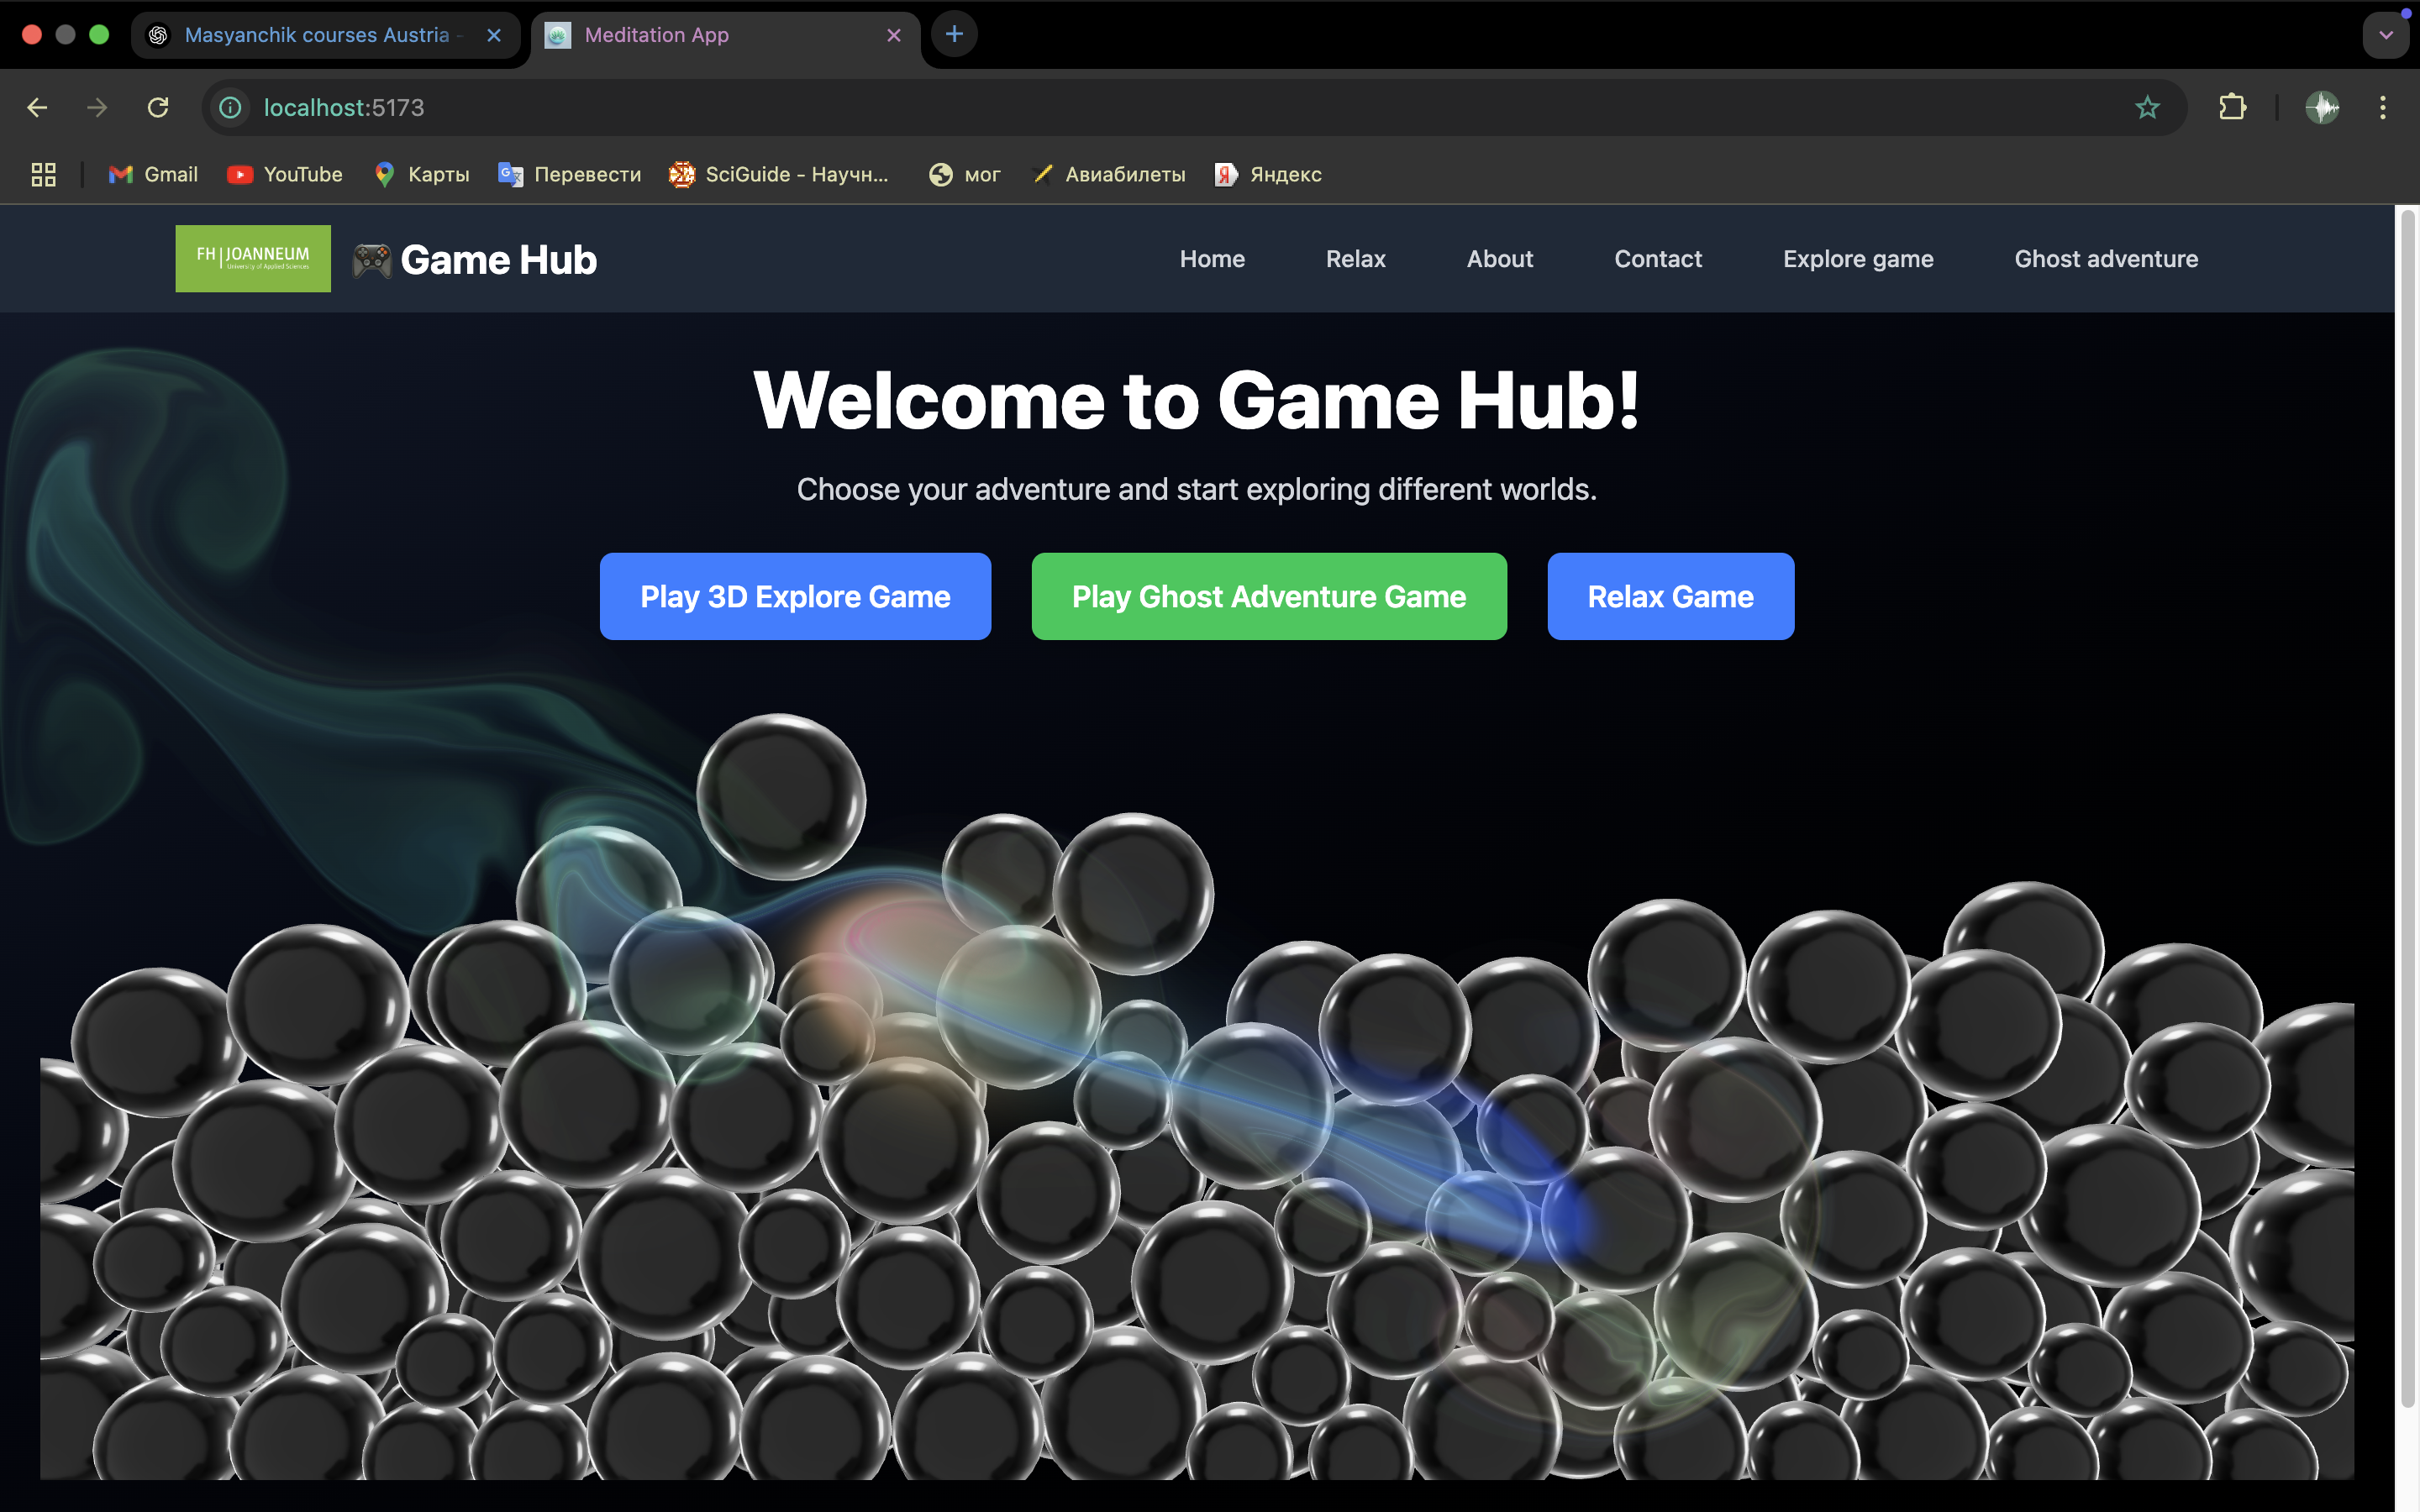 Masyanchik courses Austria -
Meditation App
localhost:5173
Gmail
YouTube
Карты
Перевести
SciGuide - Научн...
мог
Авиабилеты
Яндекс
FH | JOANNEUM
University of Applied Sciences
🎮 Game Hub
Home
Relax
About
Contact
Explore game
Ghost adventure
Welcome to Game Hub!
Choose your adventure and start exploring different worlds.
Play 3D Explore Game
Play Ghost Adventure Game
Relax Game